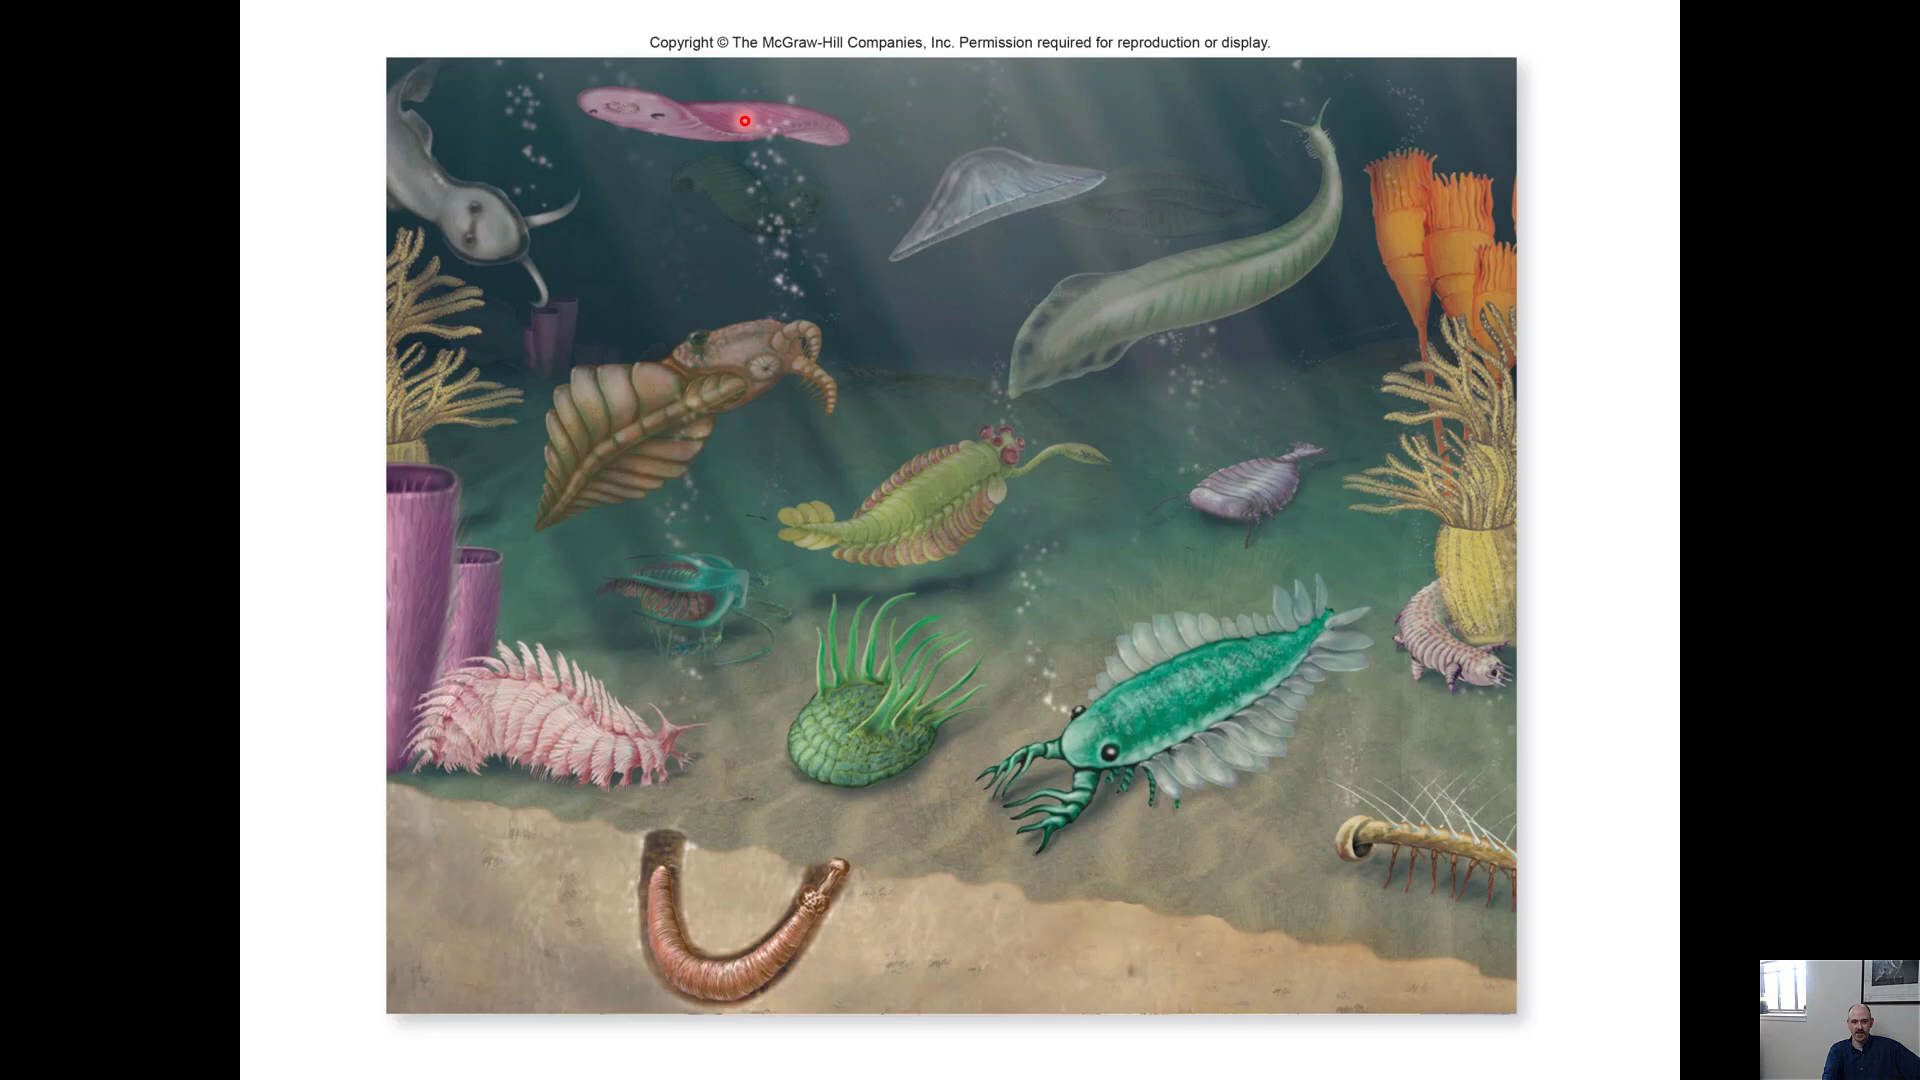 Copyright © The McGraw-Hill Companies, Inc. Permission required for reproduction or display.